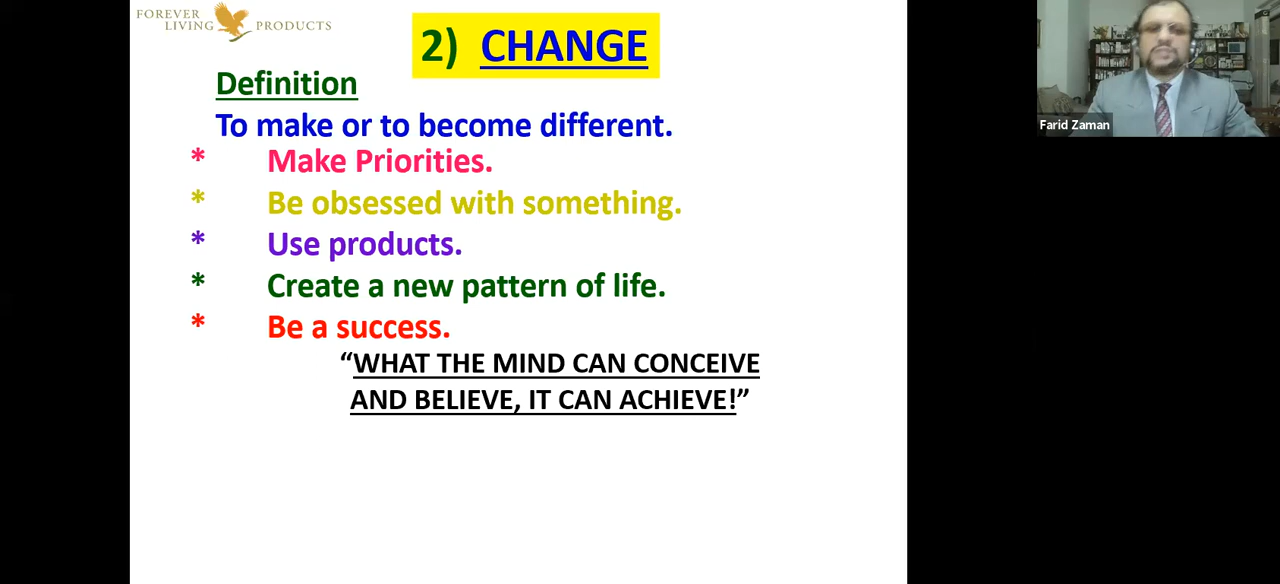 FOREVER
LIVING PRODUCTS
2) CHANGE
Definition
To make or to become different.
* Make Priorities.
* Be obsessed with something.
* Use products.
* Create a new pattern of life.
* Be a success.
“WHAT THE MIND CAN CONCEIVE
AND BELIEVE, IT CAN ACHIEVE!”
Farid Zaman